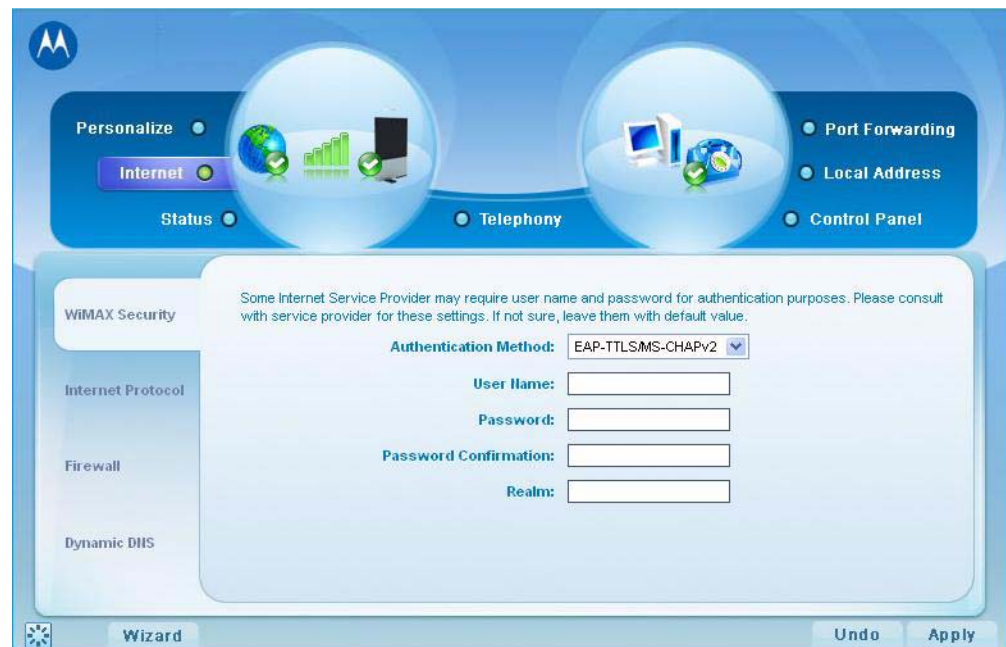 Personalize
Internet
Status
Telephony
Port Forwarding
Local Address
Control Panel
WiMAX Security
Internet Protocol
Firewall
Dynamic DNS
Some Internet Service Provider may require user name and password for authentication purposes. Please consult
with service provider for these settings. If not sure, leave them with default value.
Authentication Method: EAP-TTLS/MS-CHAPv2
User Name:
Password:
Password Confirmation:
Realm:
Wizard
Undo
Apply